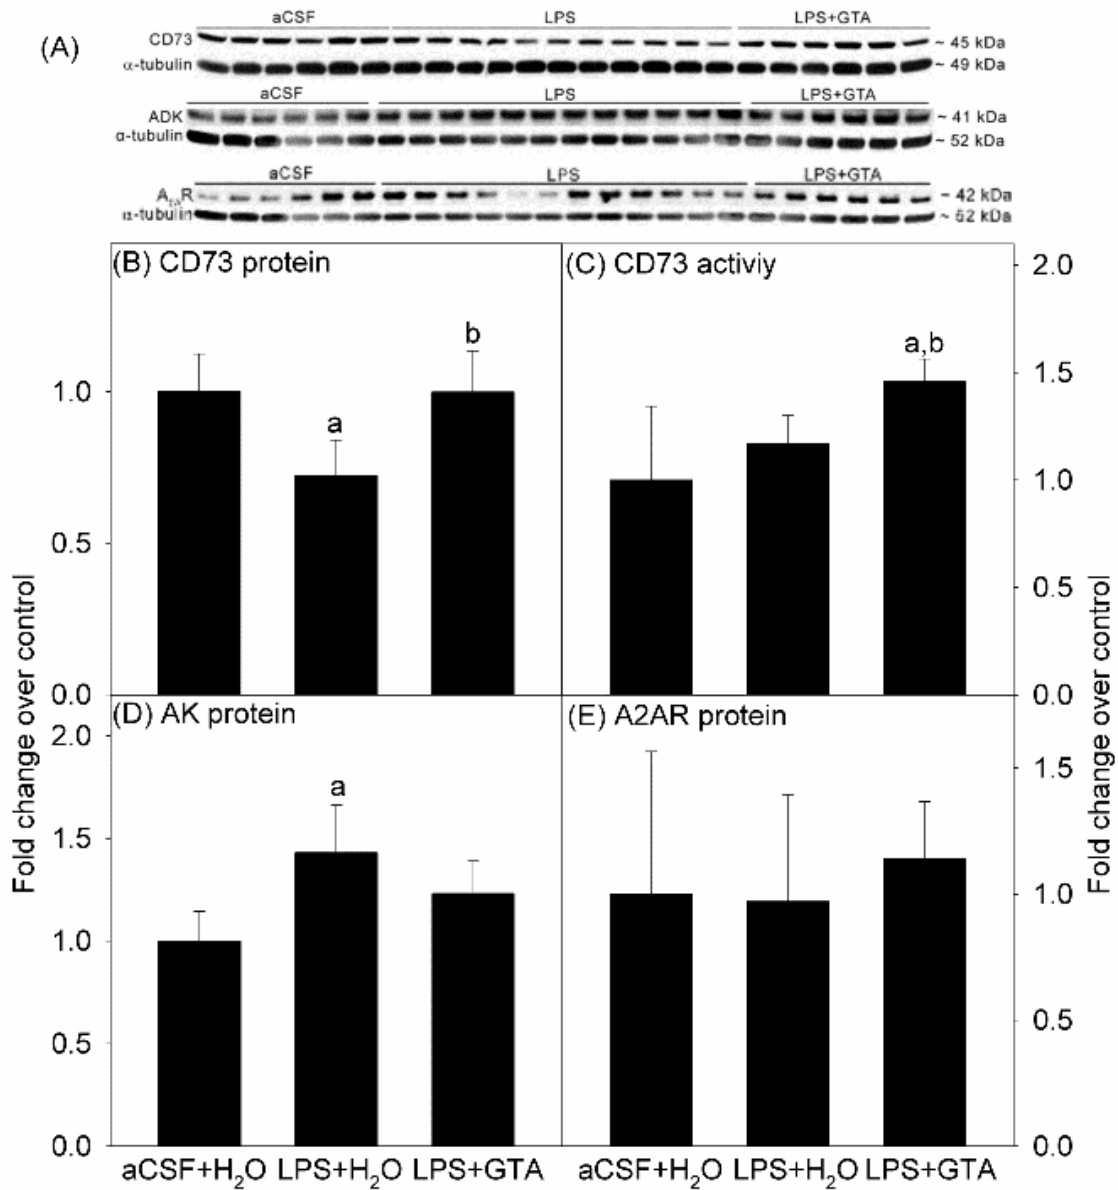 (A)
aCSF LPS LPS+GTA
CD73 ~ 45 kDa
α-tubulin ~ 49 kDa
aCSF LPS LPS+GTA
ADK ~ 41 kDa
α-tubulin ~ 52 kDa
aCSF LPS LPS+GTA
A2AR ~ 42 kDa
α-tubulin ~ 52 kDa
(B) CD73 protein
1.0
0.5
0.0
a
b
(C) CD73 activiy
2.0
1.5
1.0
0.5
0.0
a,b
Fold change over control
Fold change over control
(D) AK protein
2.0
1.5
1.0
0.5
0.0
a
(E) A2AR protein
1.5
1.0
0.5
0.0
aCSF+H2O LPS+H2O LPS+GTA
aCSF+H2O LPS+H2O LPS+GTA